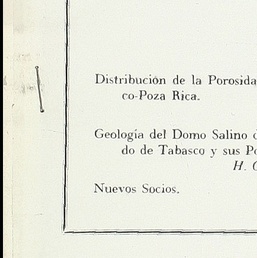 Distribución de la Porosida
co-Poza Rica.
Geología del Domo Salino
do de Tabasco y sus Po
H.
Nuevos Socios.